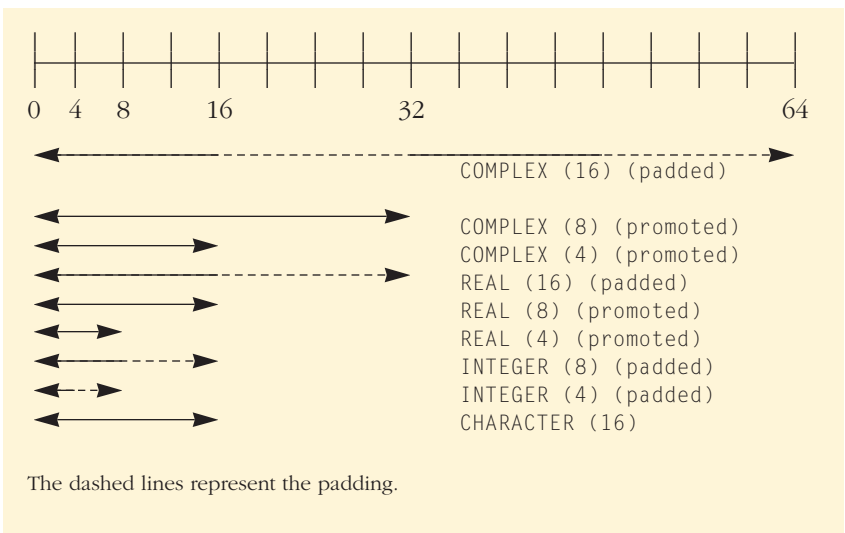 0 4 8 16 32 64
COMPLEX (16) (padded)
COMPLEX (8) (promoted)
COMPLEX (4) (promoted)
REAL (16) (padded)
REAL (8) (promoted)
REAL (4) (promoted)
INTEGER (8) (padded)
INTEGER (4) (padded)
CHARACTER (16)
The dashed lines represent the padding.